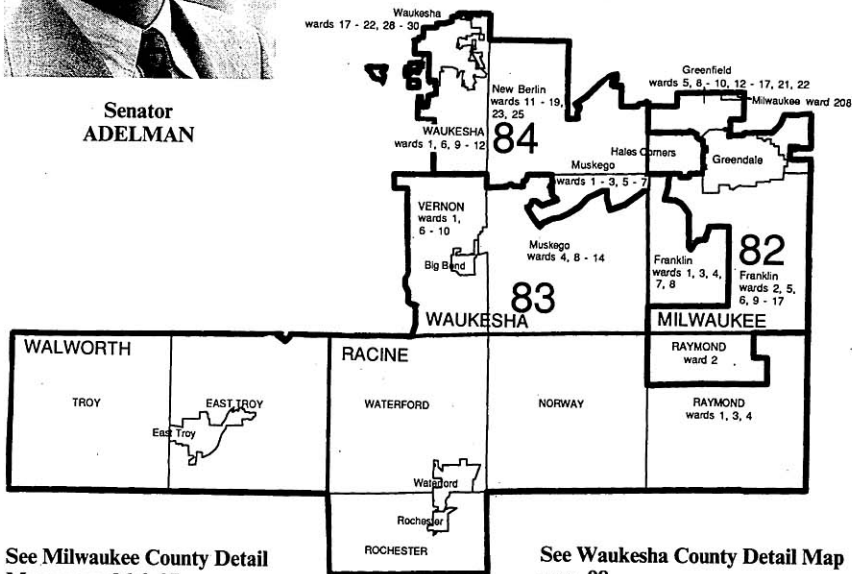 Senator
ADELMAN
Waukesha
wards 17 - 22, 28 - 30
New Berlin
wards 11 - 19,
23, 25
84
WAUKESHA
wards 1, 6, 9 - 12
Greenfield
wards 5, 8 - 10, 12 - 17, 21, 22
Milwaukee ward 208
Hales Corners
Greendale
Muskego
wards 1 - 3, 5 - 7
VERNON
wards 1,
6 - 10
Big Bend
Muskego
wards 4, 8 - 14
83
WAUKESHA
Franklin
wards 1, 3, 4,
7, 8
82
Franklin
wards 2, 5,
6, 9 - 17
MILWAUKEE
WALWORTH
TROY
EAST TROY
East Troy
RACINE
WATERFORD
Waterford
Rochester
ROCHESTER
NORWAY
RAYMOND
ward 2
RAYMOND
wards 1, 3, 4
See Milwaukee County Detail
See Waukesha County Detail Map